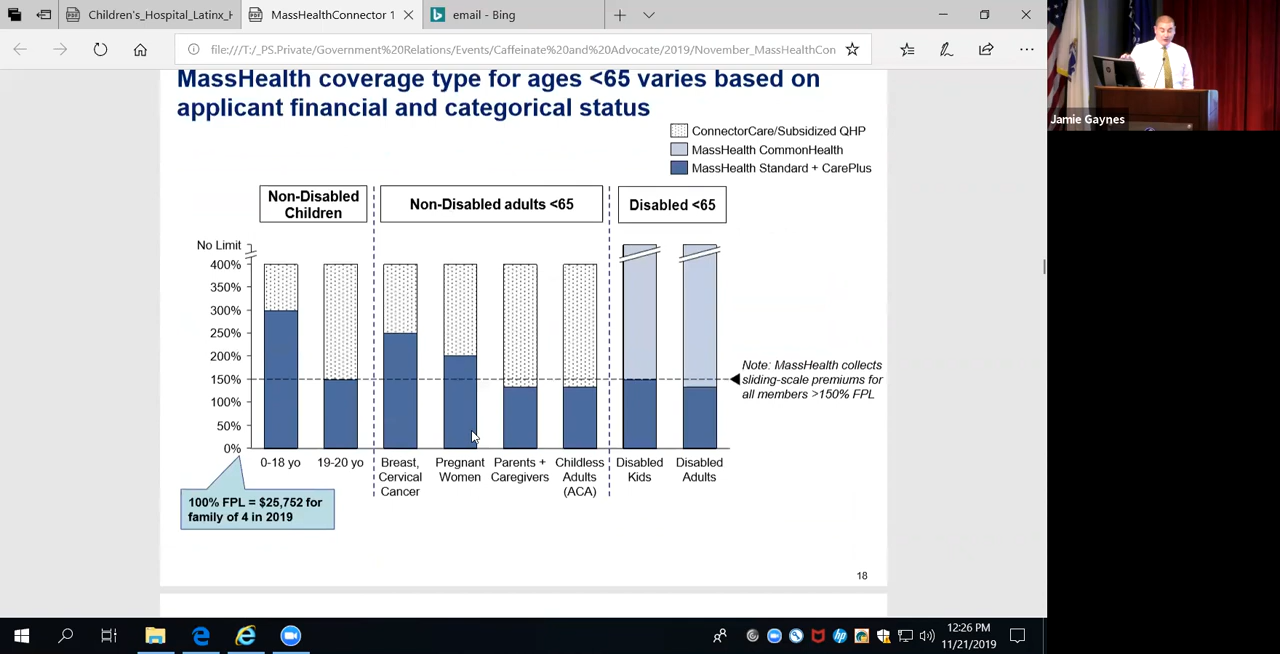 Children's_Hospital_Latinx_H
MassHealthConnector 1
email - Bing
file:///T:/_PS.Private/Government%20Relations/Events/Caffeinate%20and%20Advocate/2019/November_MassHealthCon
Jamie Gaynes
MassHealth coverage type for ages <65 varies based on
applicant financial and categorical status
ConnectorCare/Subsidized QHP
MassHealth CommonHealth
MassHealth Standard + CarePlus
Non-Disabled
Children
Non-Disabled adults <65
Disabled <65
No Limit
400%
350%
300%
250%
200%
150%
100%
50%
0%
Note: MassHealth collects
sliding-scale premiums for
all members >150% FPL
0-18 yo
19-20 yo
Breast,
Cervical
Cancer
Pregnant
Women
Parents +
Caregivers
Childless
Adults
(ACA)
Disabled
Kids
Disabled
Adults
100% FPL = $25,752 for
family of 4 in 2019
18
12:26 PM
11/21/2019